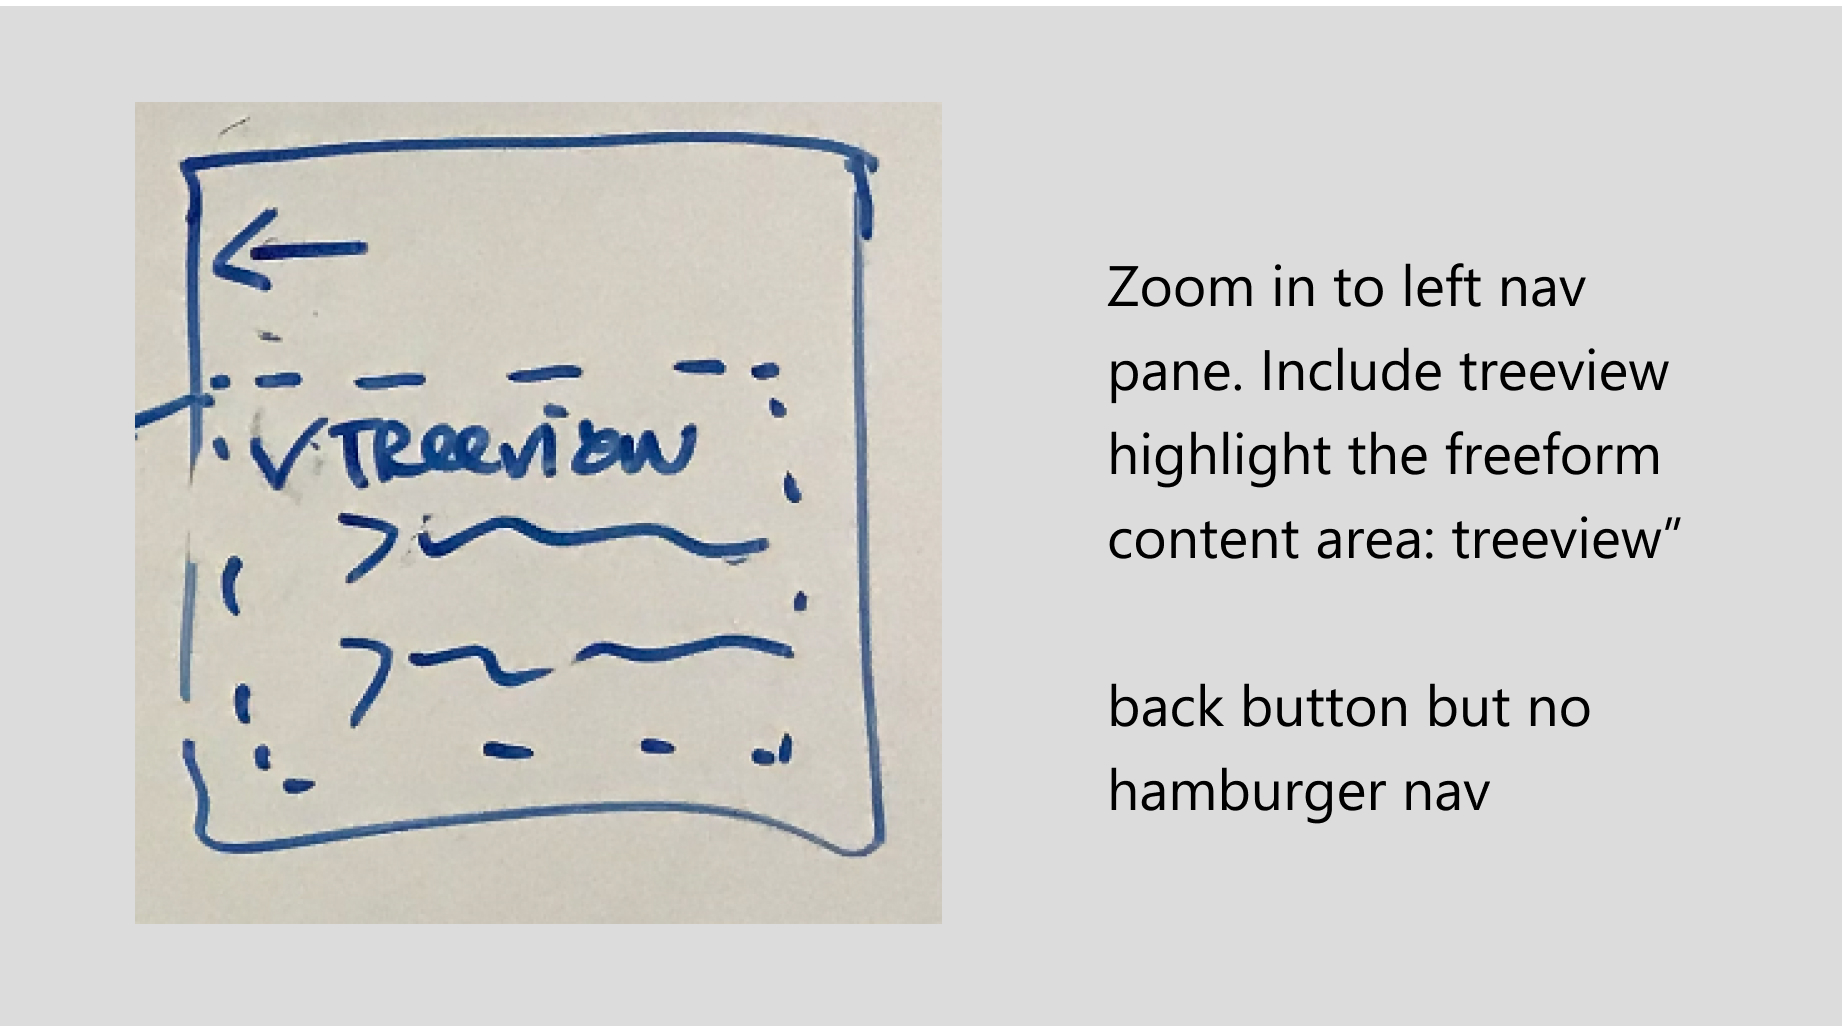 TReeview
Zoom in to left nav
pane. Include treeview
highlight the freeform
content area: treeview”
back button but no
hamburger nav